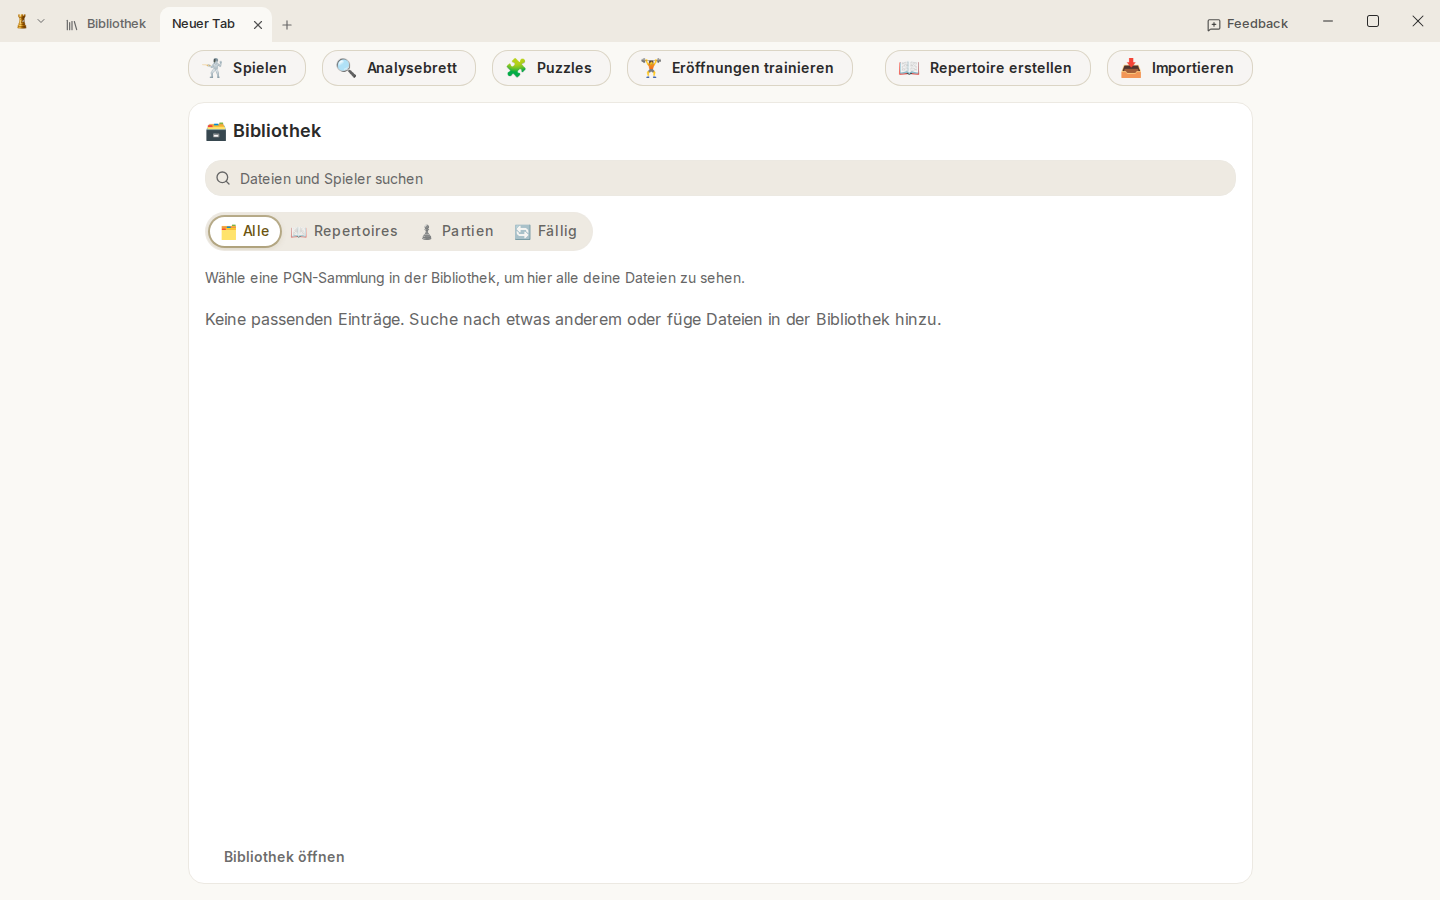 Bibliothek
Neuer Tab
Feedback
Spielen
Analysebrett
Puzzles
Eröffnungen trainieren
Repertoire erstellen
Importieren
Bibliothek
Dateien und Spieler suchen
Alle
Repertoires
Partien
Fällig
Wähle eine PGN-Sammlung in der Bibliothek, um hier alle deine Dateien zu sehen.
Keine passenden Einträge. Suche nach etwas anderem oder füge Dateien in der Bibliothek hinzu.
Bibliothek öffnen